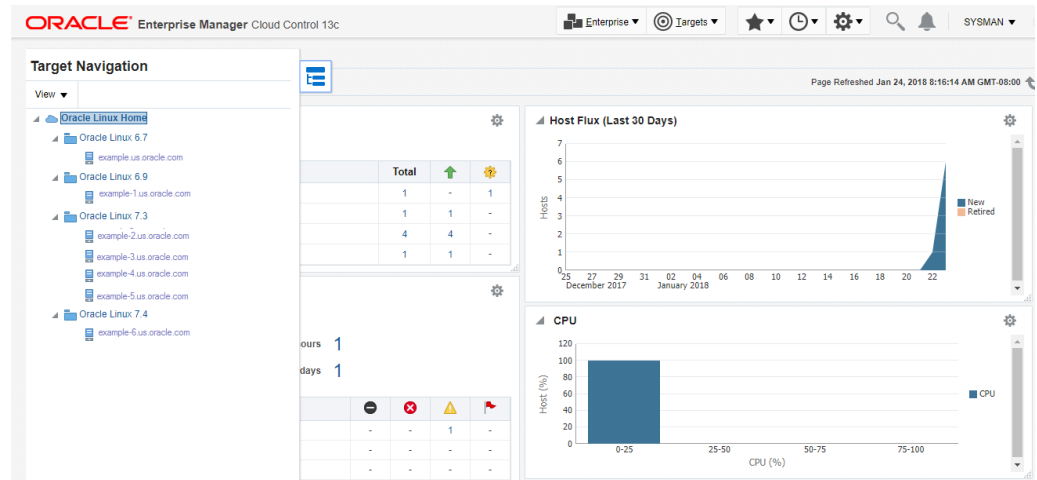 ORACLE® Enterprise Manager Cloud Control 13c
Enterprise ▼ Targets ▼ SYSMAN ▼
Target Navigation
View ▼
Page Refreshed Jan 24, 2018 8:16:14 AM GMT-08:00
Oracle Linux Home
Oracle Linux 6.7
example.us.oracle.com
Oracle Linux 6.9
example-1.us.oracle.com
Oracle Linux 7.3
example-2.us.oracle.com
example-3.us.oracle.com
example-4.us.oracle.com
example-5.us.oracle.com
Oracle Linux 7.4
example-6.us.oracle.com
Total
1 - 1
1 1 -
4 4 -
1 1 -
ours 1
days 1
- - 1 -
- - - -
- - - -
Host Flux (Last 30 Days)
7
6
5
4
3
2
1
0
Hosts
25 27 29 31 02 04 06 08 10 12 14 16 18 20 22
December 2017 January 2018
New
Retired
CPU
120
100
80
60
40
20
0
Host (%)
0-25 25-50 50-75 75-100
CPU (%)
CPU